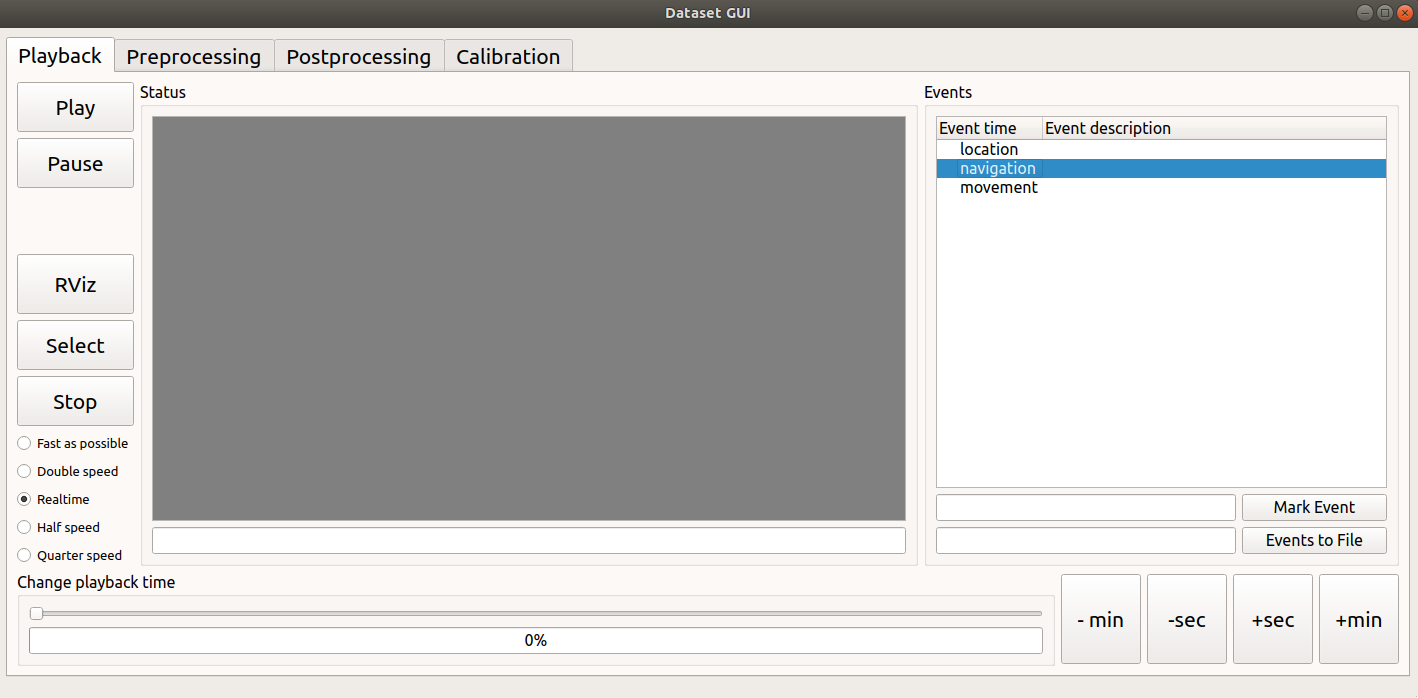 Dataset GUI
Playback Preprocessing Postprocessing Calibration
Play
Pause
RViz
Select
Stop
Fast as possible
Double speed
Realtime
Half speed
Quarter speed
Status
Events
Event time Event description
location
navigation
movement
Mark Event
Events to File
Change playback time
0%
- min -sec +sec +min